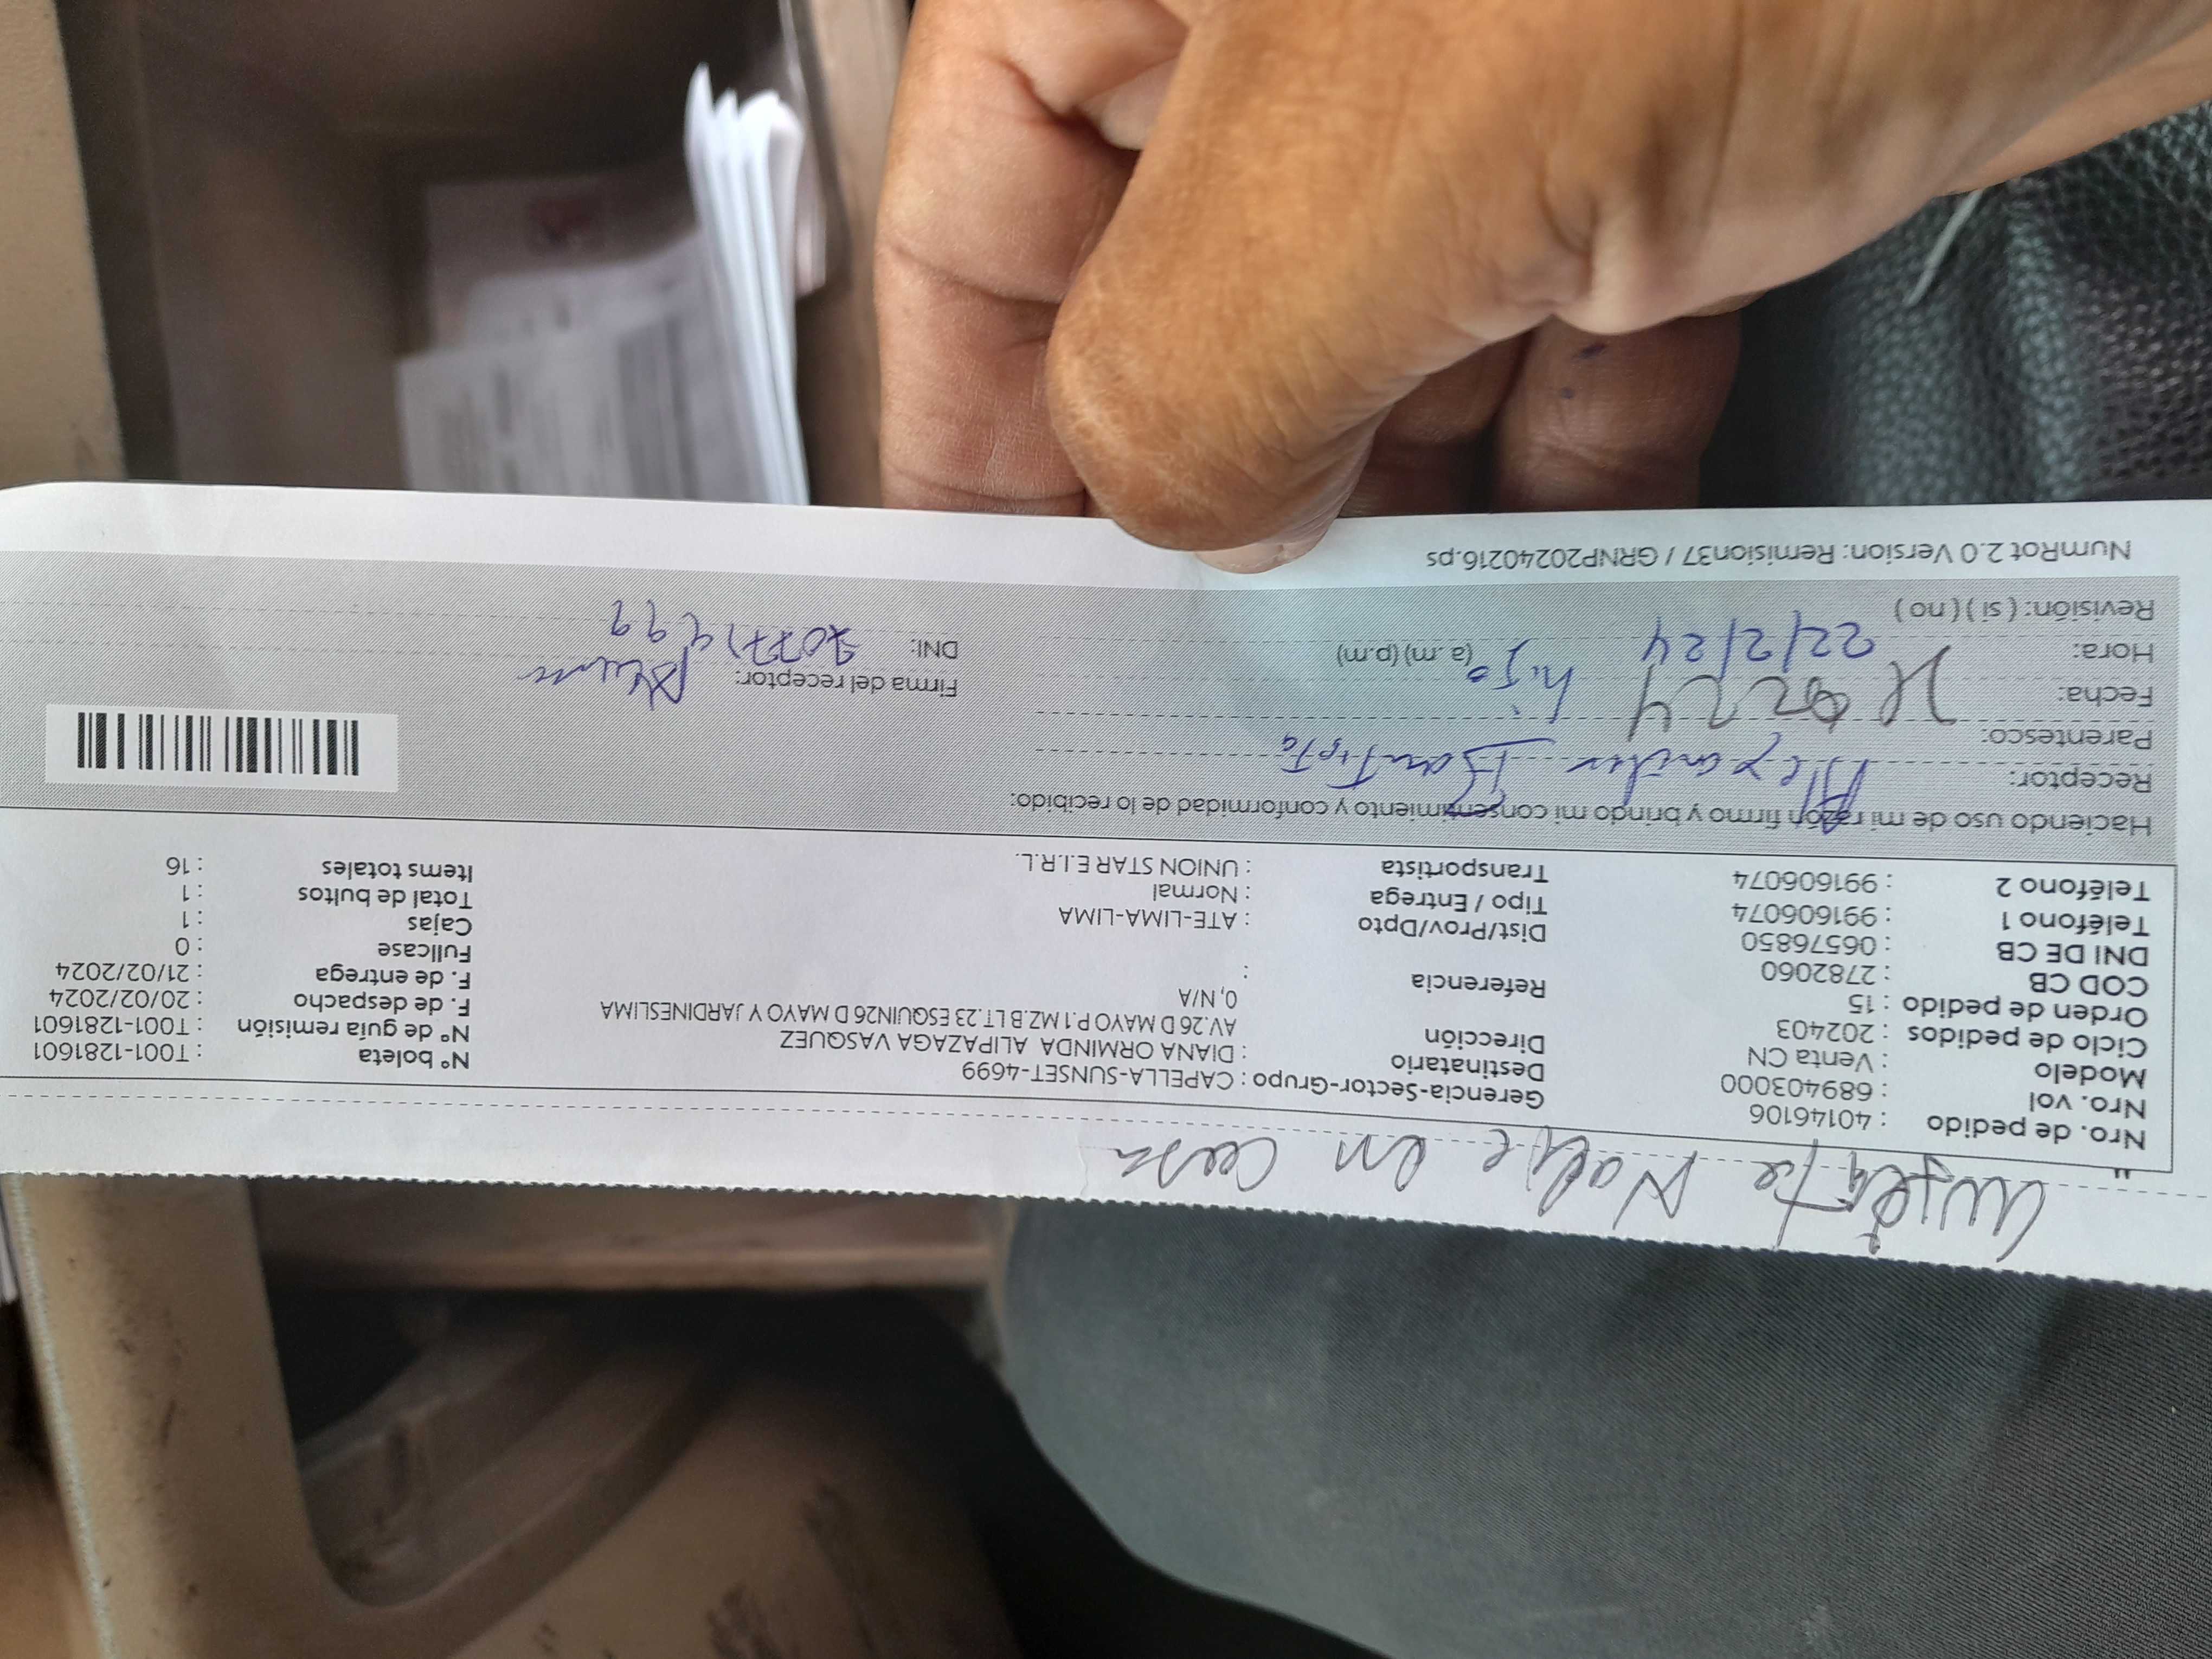 Ausente Nadie en casa
Nro. de pedido : 40146106
Nro. vol : 689403000
Modelo : Venta CN
Ciclo de pedidos : 202403
Orden de pedido : 15
COD CB : 2782060
DNI DE CB : 06576850
Teléfono 1 : 991606074
Teléfono 2 : 991606074
Gerencia-Sector-Grupo : CAPELLA-SUNSET-4699
Destinatario : DIANA ORMINDA ALIPAZAGA VASQUEZ
Dirección AV.26 D MAYO P.1 MZ.B LT.23 ESQUIN26 D MAYO Y JARDINESLIMA
0, N/A
Referencia :
Dist/Prov/Dpto : ATE-LIMA-LIMA
Tipo / Entrega : Normal
Transportista : UNION STAR E.I.R.L.
N° boleta : T001-1281601
N° de guía remisión : T001-1281601
F. de despacho : 20/02/2024
F. de entrega : 21/02/2024
Fullcase : 0
Cajas : 1
Total de bultos : 1
Items totales : 16
Haciendo uso de mi razón firmo y brindo mi consentimiento y conformidad de lo recibido:
Receptor: Alexander Bautista
Parentesco: hijo
Fecha:
Hora: 22/2/24 (a.m) (p.m)
Revisión: ( si ) ( no )
Firma del receptor:
DNI:
NumRot 2.0 Version: Remision37 / GRNP20240216.ps